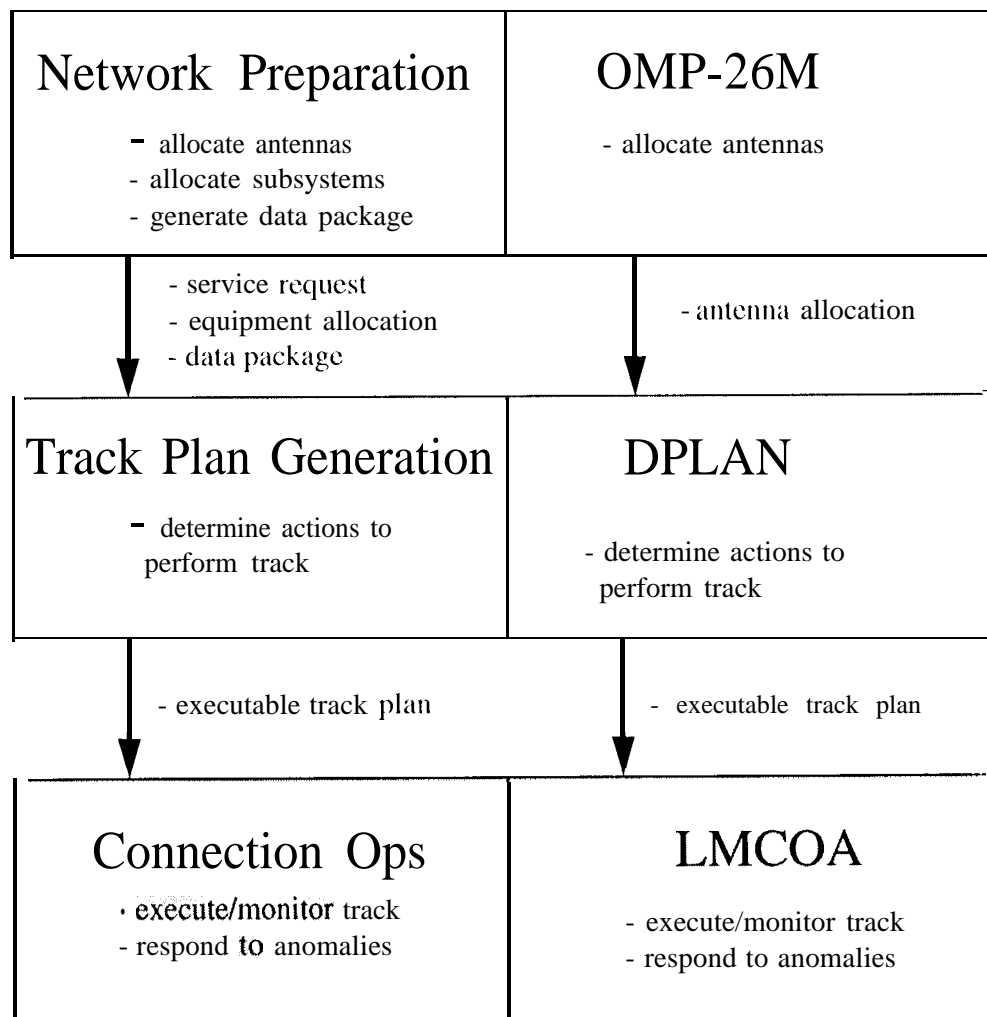 Network Preparation
- allocate antennas
- allocate subsystems
- generate data package
OMP-26M
- allocate antennas
- service request
- equipment allocation
- data package
- antenna allocation
Track Plan Generation
- determine actions to
perform track
DPLAN
- determine actions to
perform track
- executable track plan
- executable track plan
Connection Ops
· execute/monitor track
- respond to anomalies
LMCOA
- execute/monitor track
- respond to anomalies